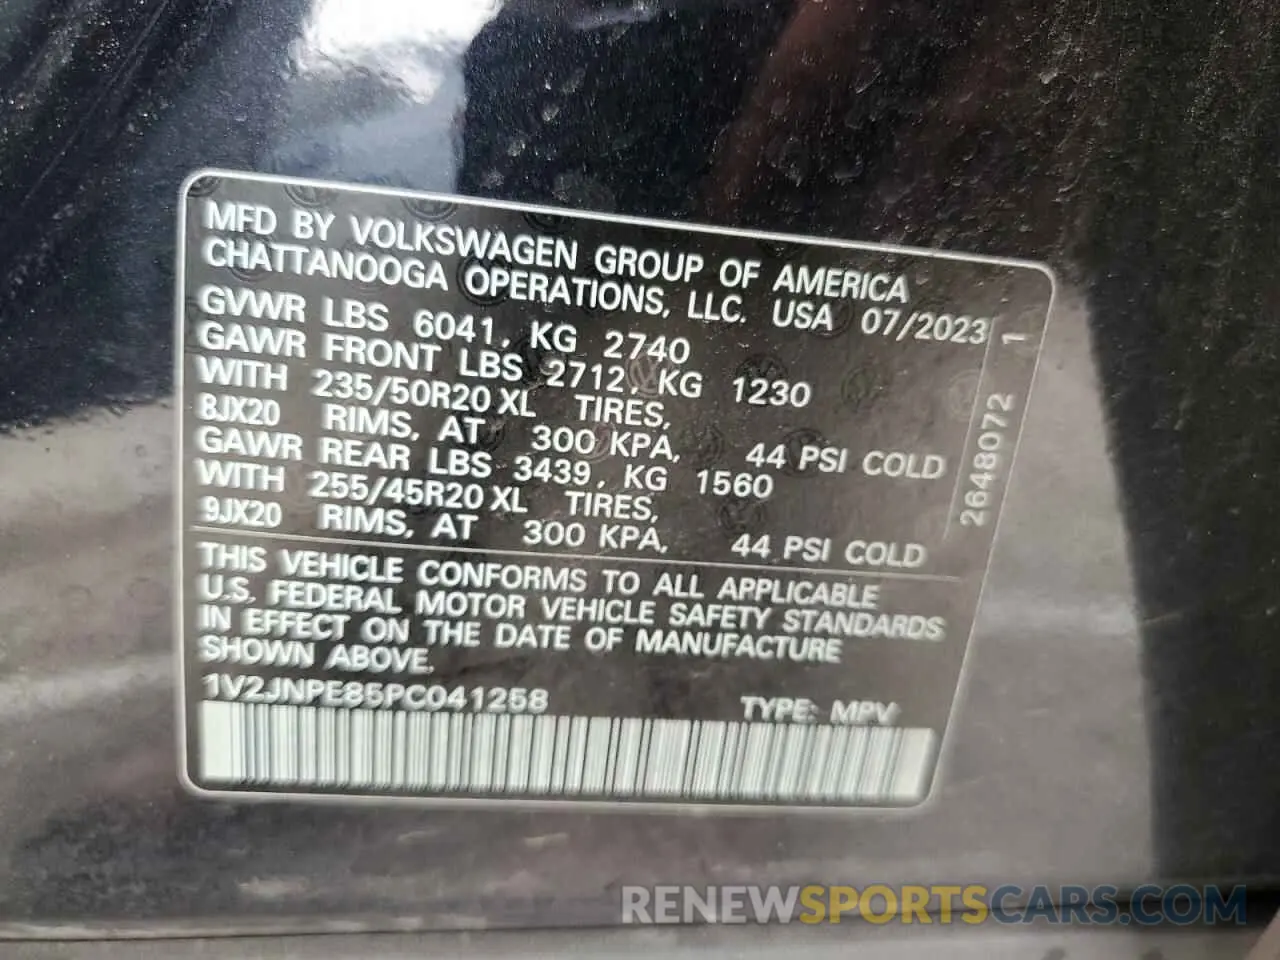 MFD BY VOLKSWAGEN GROUP OF AMERICA
CHATTANOOGA OPERATIONS, LLC. USA 07/2023
GVWR LBS 6041, KG 2740
GAWR FRONT LBS 2712, KG 1230
WITH 235/50R20 XL TIRES,
8JX20 RIMS, AT 300 KPA, 44 PSI COLD
GAWR REAR LBS 3439, KG 1560
WITH 255/45R20 XL TIRES,
9JX20 RIMS, AT 300 KPA, 44 PSI COLD
2648072 1
THIS VEHICLE CONFORMS TO ALL APPLICABLE
U.S. FEDERAL MOTOR VEHICLE SAFETY STANDARDS
IN EFFECT ON THE DATE OF MANUFACTURE
SHOWN ABOVE.
1V2JNPE85PC041258 TYPE: MPV
RENEWSPORTSCARS.COM